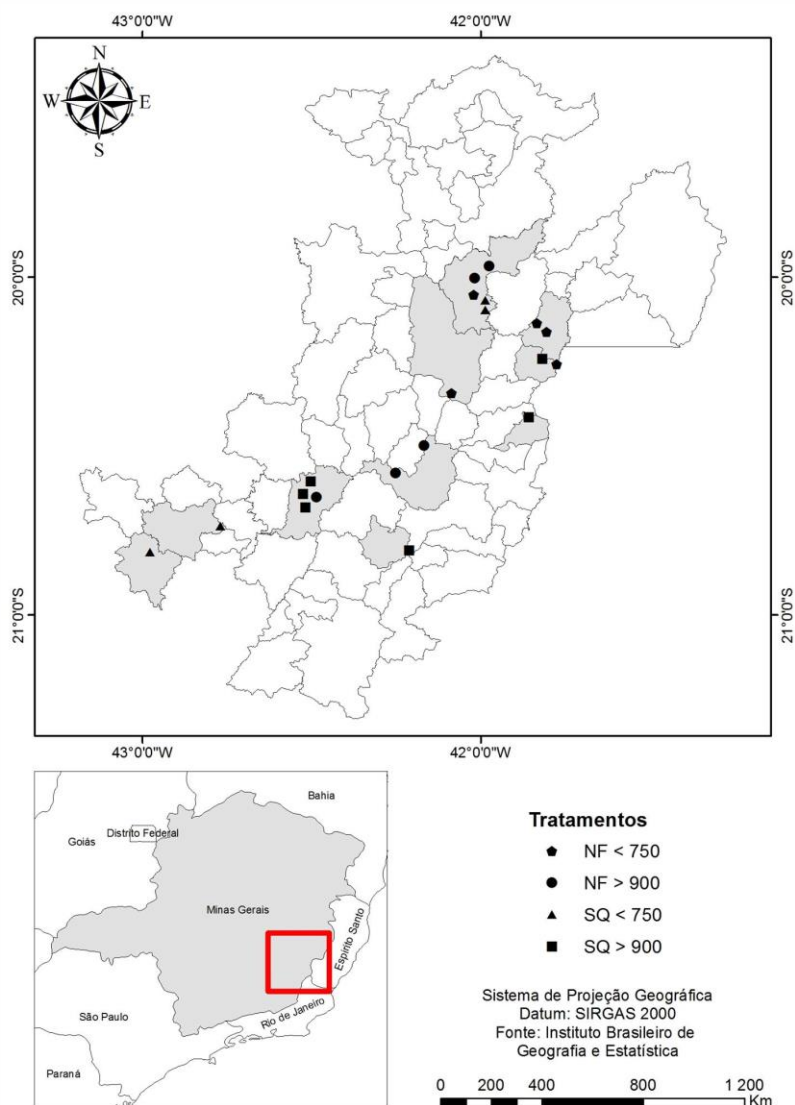 43°0'0"W 42°0'0"W
N
W E
S
20°0'0"S 20°0'0"S
21°0'0"S 21°0'0"S
43°0'0"W 42°0'0"W
Bahia
Distrito Federal
Goiás
Minas Gerais
Espírito Santo
São Paulo
Rio de Janeiro
Paraná
Tratamentos
NF < 750
NF > 900
SQ < 750
SQ > 900
Sistema de Projeção Geográfica
Datum: SIRGAS 2000
Fonte: Instituto Brasileiro de
Geografia e Estatística
0 200 400 800 1 200
Km